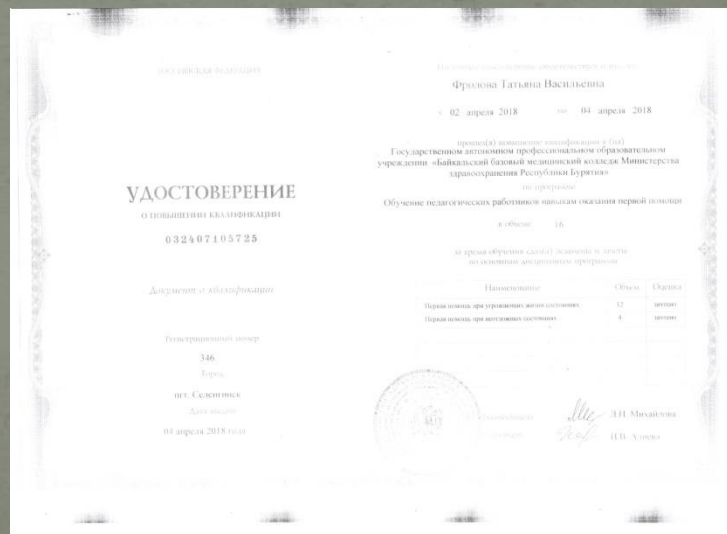 РОССИЙСКАЯ ФЕДЕРАЦИЯ
УДОСТОВЕРЕНИЕ
О ПОВЫШЕНИИ КВАЛИФИКАЦИИ
032407105725
Документ о квалификации
Регистрационный номер
346
Город
пгт. Селенгинск
Дата выдачи
04 апреля 2018 года
Фролова Татьяна Васильевна
02 апреля 2018 по 04 апреля 2018
прошел(а) повышение квалификации в (на)
Государственном автономном профессиональном образовательном
учреждении «Байкальский базовый медицинский колледж Министерства
здравоохранения Республики Бурятия»
по программе
Обучение педагогических работников навыкам оказания первой помощи
в объеме 16
за время обучения сдал(а) экзамены и зачеты
по основным дисциплинам программы
Наименование Объем Оценка
Первая помощь при угрожающих жизни состояниях 12 зачтено
Первая помощь при неотложных состояниях 4 зачтено
Руководитель Д.Н. Михайлова
Секретарь